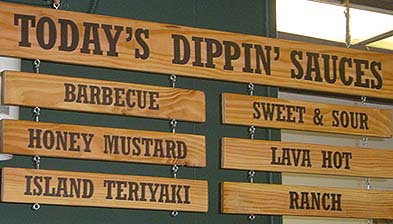 TODAY'S DIPPIN' SAUCES
BARBECUE
HONEY MUSTARD
ISLAND TERIYAKI
SWEET & SOUR
LAVA HOT
RANCH